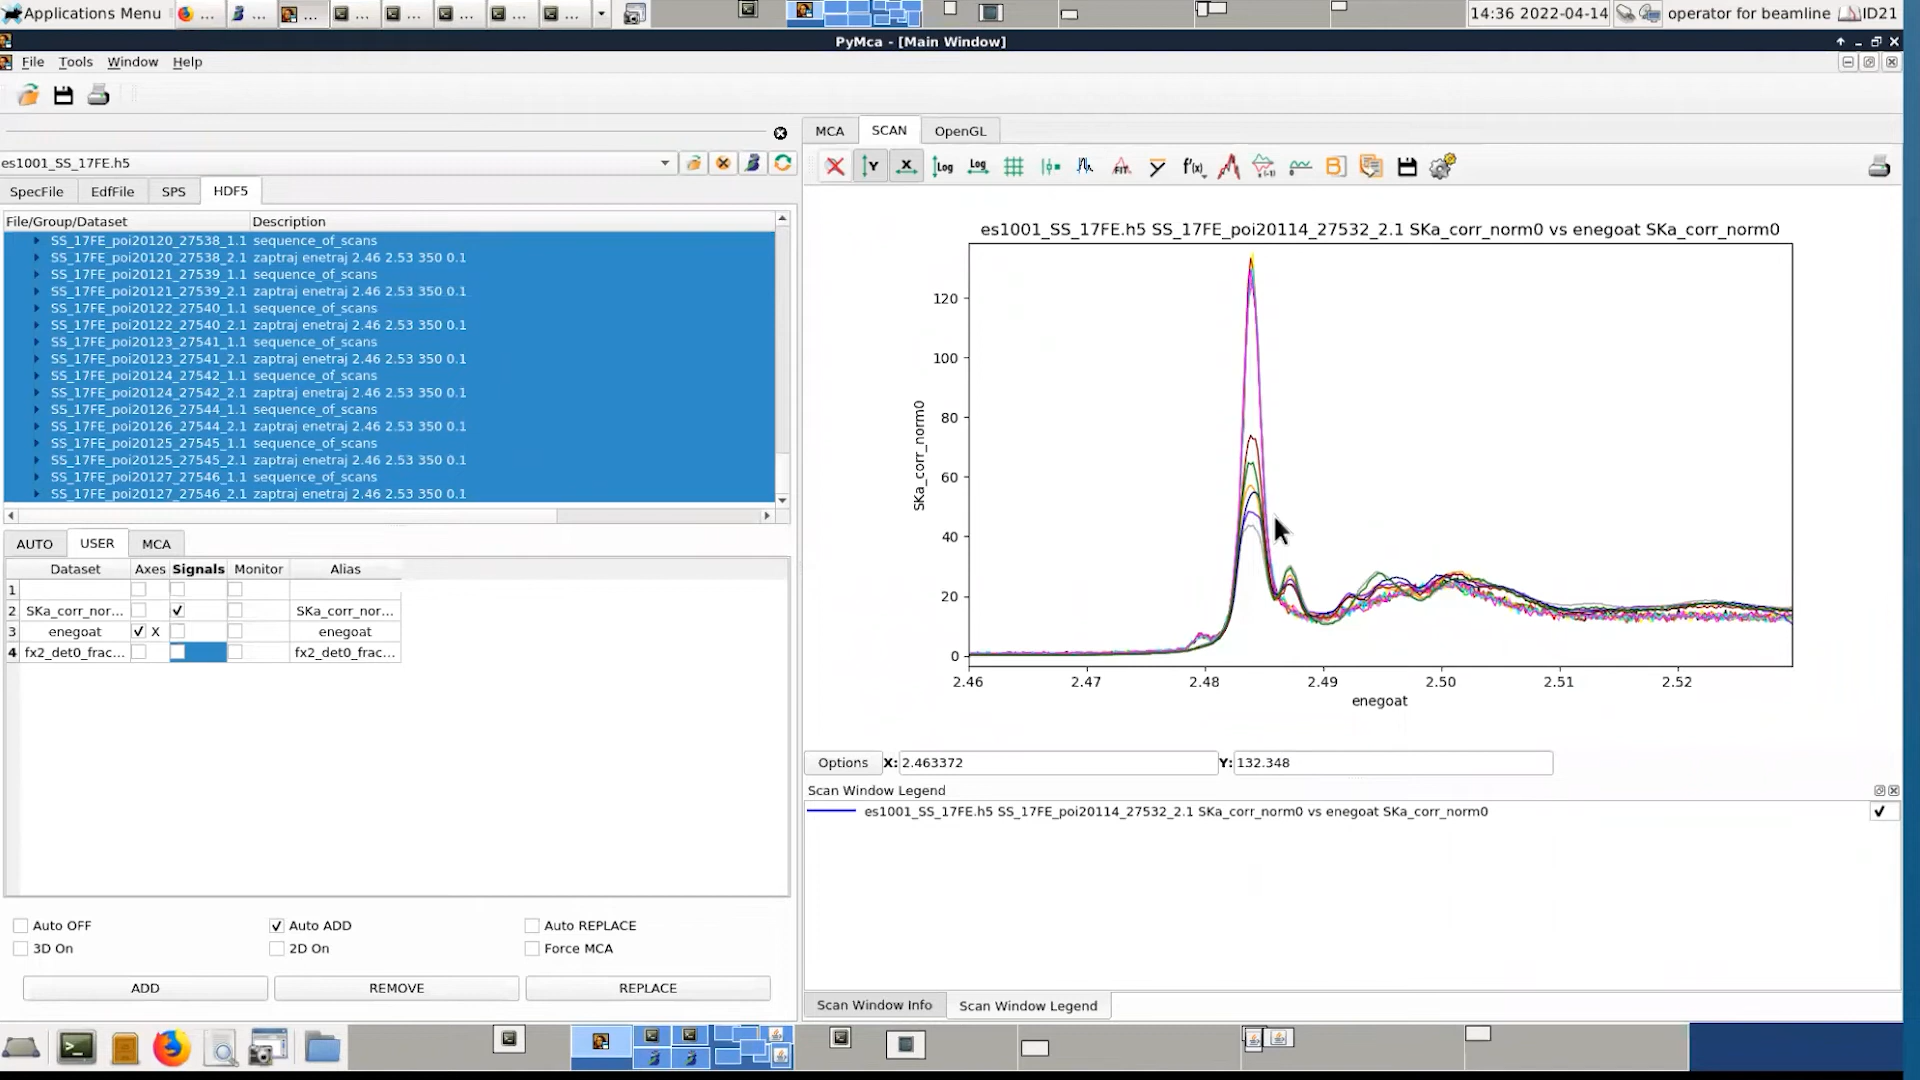 Applications Menu ... ... ... ... ... ... ... ... 14:36 2022-04-14 operator for beamline ID21
PyMca - [Main Window]
File Tools Window Help
es1001_SS_17FE.h5
SpecFile EdfFile SPS HDF5
File/Group/Dataset Description
SS_17FE_poi20120_27538_1.1 sequence_of_scans
SS_17FE_poi20120_27538_2.1 zaptraj enetraj 2.46 2.53 350 0.1
SS_17FE_poi20121_27539_1.1 sequence_of_scans
SS_17FE_poi20121_27539_2.1 zaptraj enetraj 2.46 2.53 350 0.1
SS_17FE_poi20122_27540_1.1 sequence_of_scans
SS_17FE_poi20122_27540_2.1 zaptraj enetraj 2.46 2.53 350 0.1
SS_17FE_poi20123_27541_1.1 sequence_of_scans
SS_17FE_poi20123_27541_2.1 zaptraj enetraj 2.46 2.53 350 0.1
SS_17FE_poi20124_27542_1.1 sequence_of_scans
SS_17FE_poi20124_27542_2.1 zaptraj enetraj 2.46 2.53 350 0.1
SS_17FE_poi20126_27544_1.1 sequence_of_scans
SS_17FE_poi20126_27544_2.1 zaptraj enetraj 2.46 2.53 350 0.1
SS_17FE_poi20125_27545_1.1 sequence_of_scans
SS_17FE_poi20125_27545_2.1 zaptraj enetraj 2.46 2.53 350 0.1
SS_17FE_poi20127_27546_1.1 sequence_of_scans
SS_17FE_poi20127_27546_2.1 zaptraj enetraj 2.46 2.53 350 0.1
AUTO USER MCA
Dataset Axes Signals Monitor Alias
1
2 SKa_corr_nor... SKa_corr_nor...
3 enegoat X enegoat
4 fx2_det0_frac... fx2_det0_frac...
Auto OFF Auto ADD Auto REPLACE
3D On 2D On Force MCA
ADD REMOVE REPLACE
MCA SCAN OpenGL
Y X Log Log FIT f(x) (-1) B
es1001_SS_17FE.h5 SS_17FE_poi20114_27532_2.1 SKa_corr_norm0 vs enegoat SKa_corr_norm0
120
100
80
60
40
20
0
SKa_corr_norm0
2.46 2.47 2.48 2.49 2.50 2.51 2.52
enegoat
Options X: 2.463372 Y: 132.348
Scan Window Legend
es1001_SS_17FE.h5 SS_17FE_poi20114_27532_2.1 SKa_corr_norm0 vs enegoat SKa_corr_norm0
Scan Window Info Scan Window Legend